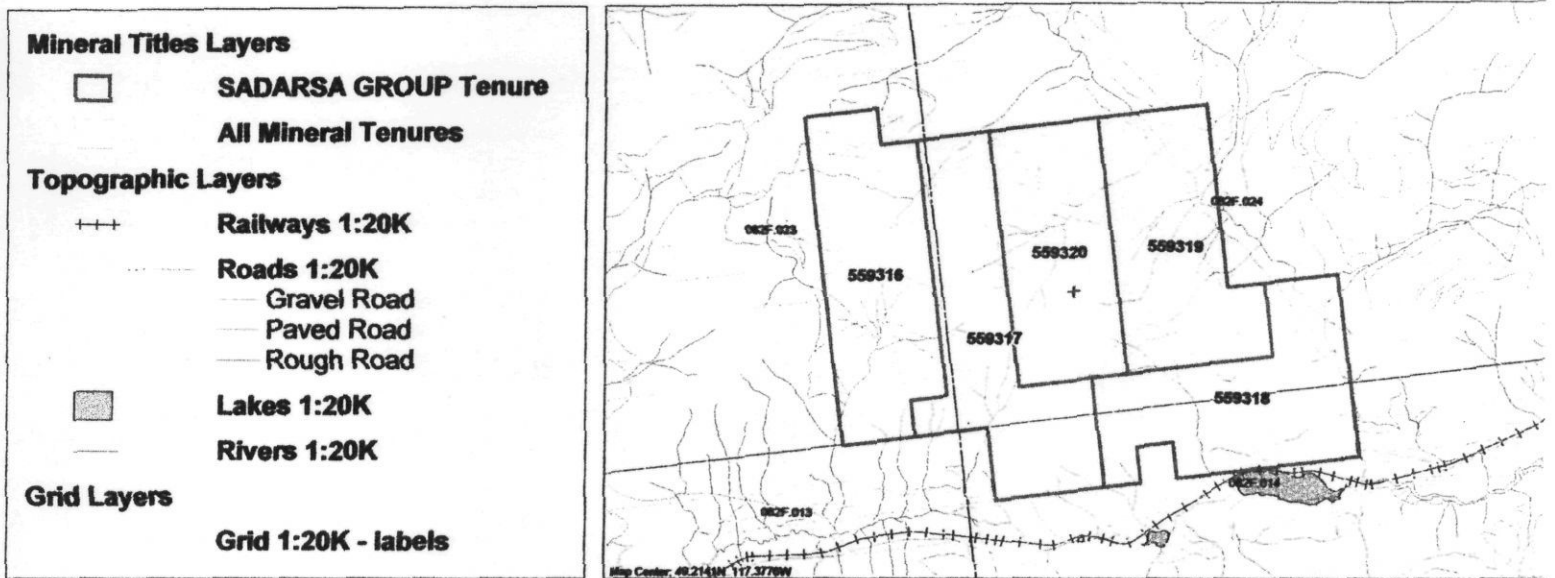 Mineral Titles Layers
SADARSA GROUP Tenure
All Mineral Tenures
Topographic Layers
Railways 1:20K
Roads 1:20K
Gravel Road
Paved Road
Rough Road
Lakes 1:20K
Rivers 1:20K
Grid Layers
Grid 1:20K - labels
082F.023
082F.024
559316
559320
559319
559317
559318
082F.013
082F.014
Map Center: 49.2141N 117.3776W